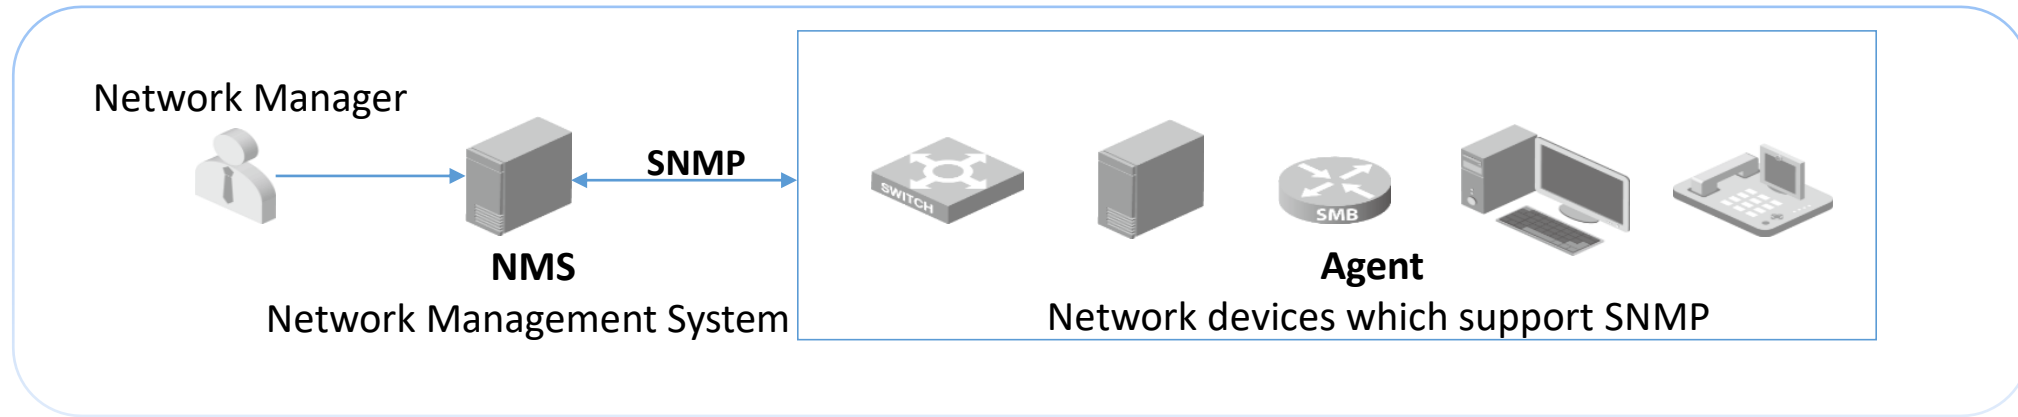 Network Manager
SNMP
SWITCH
SMB
NMS
Agent
Network Management System
Network devices which support SNMP